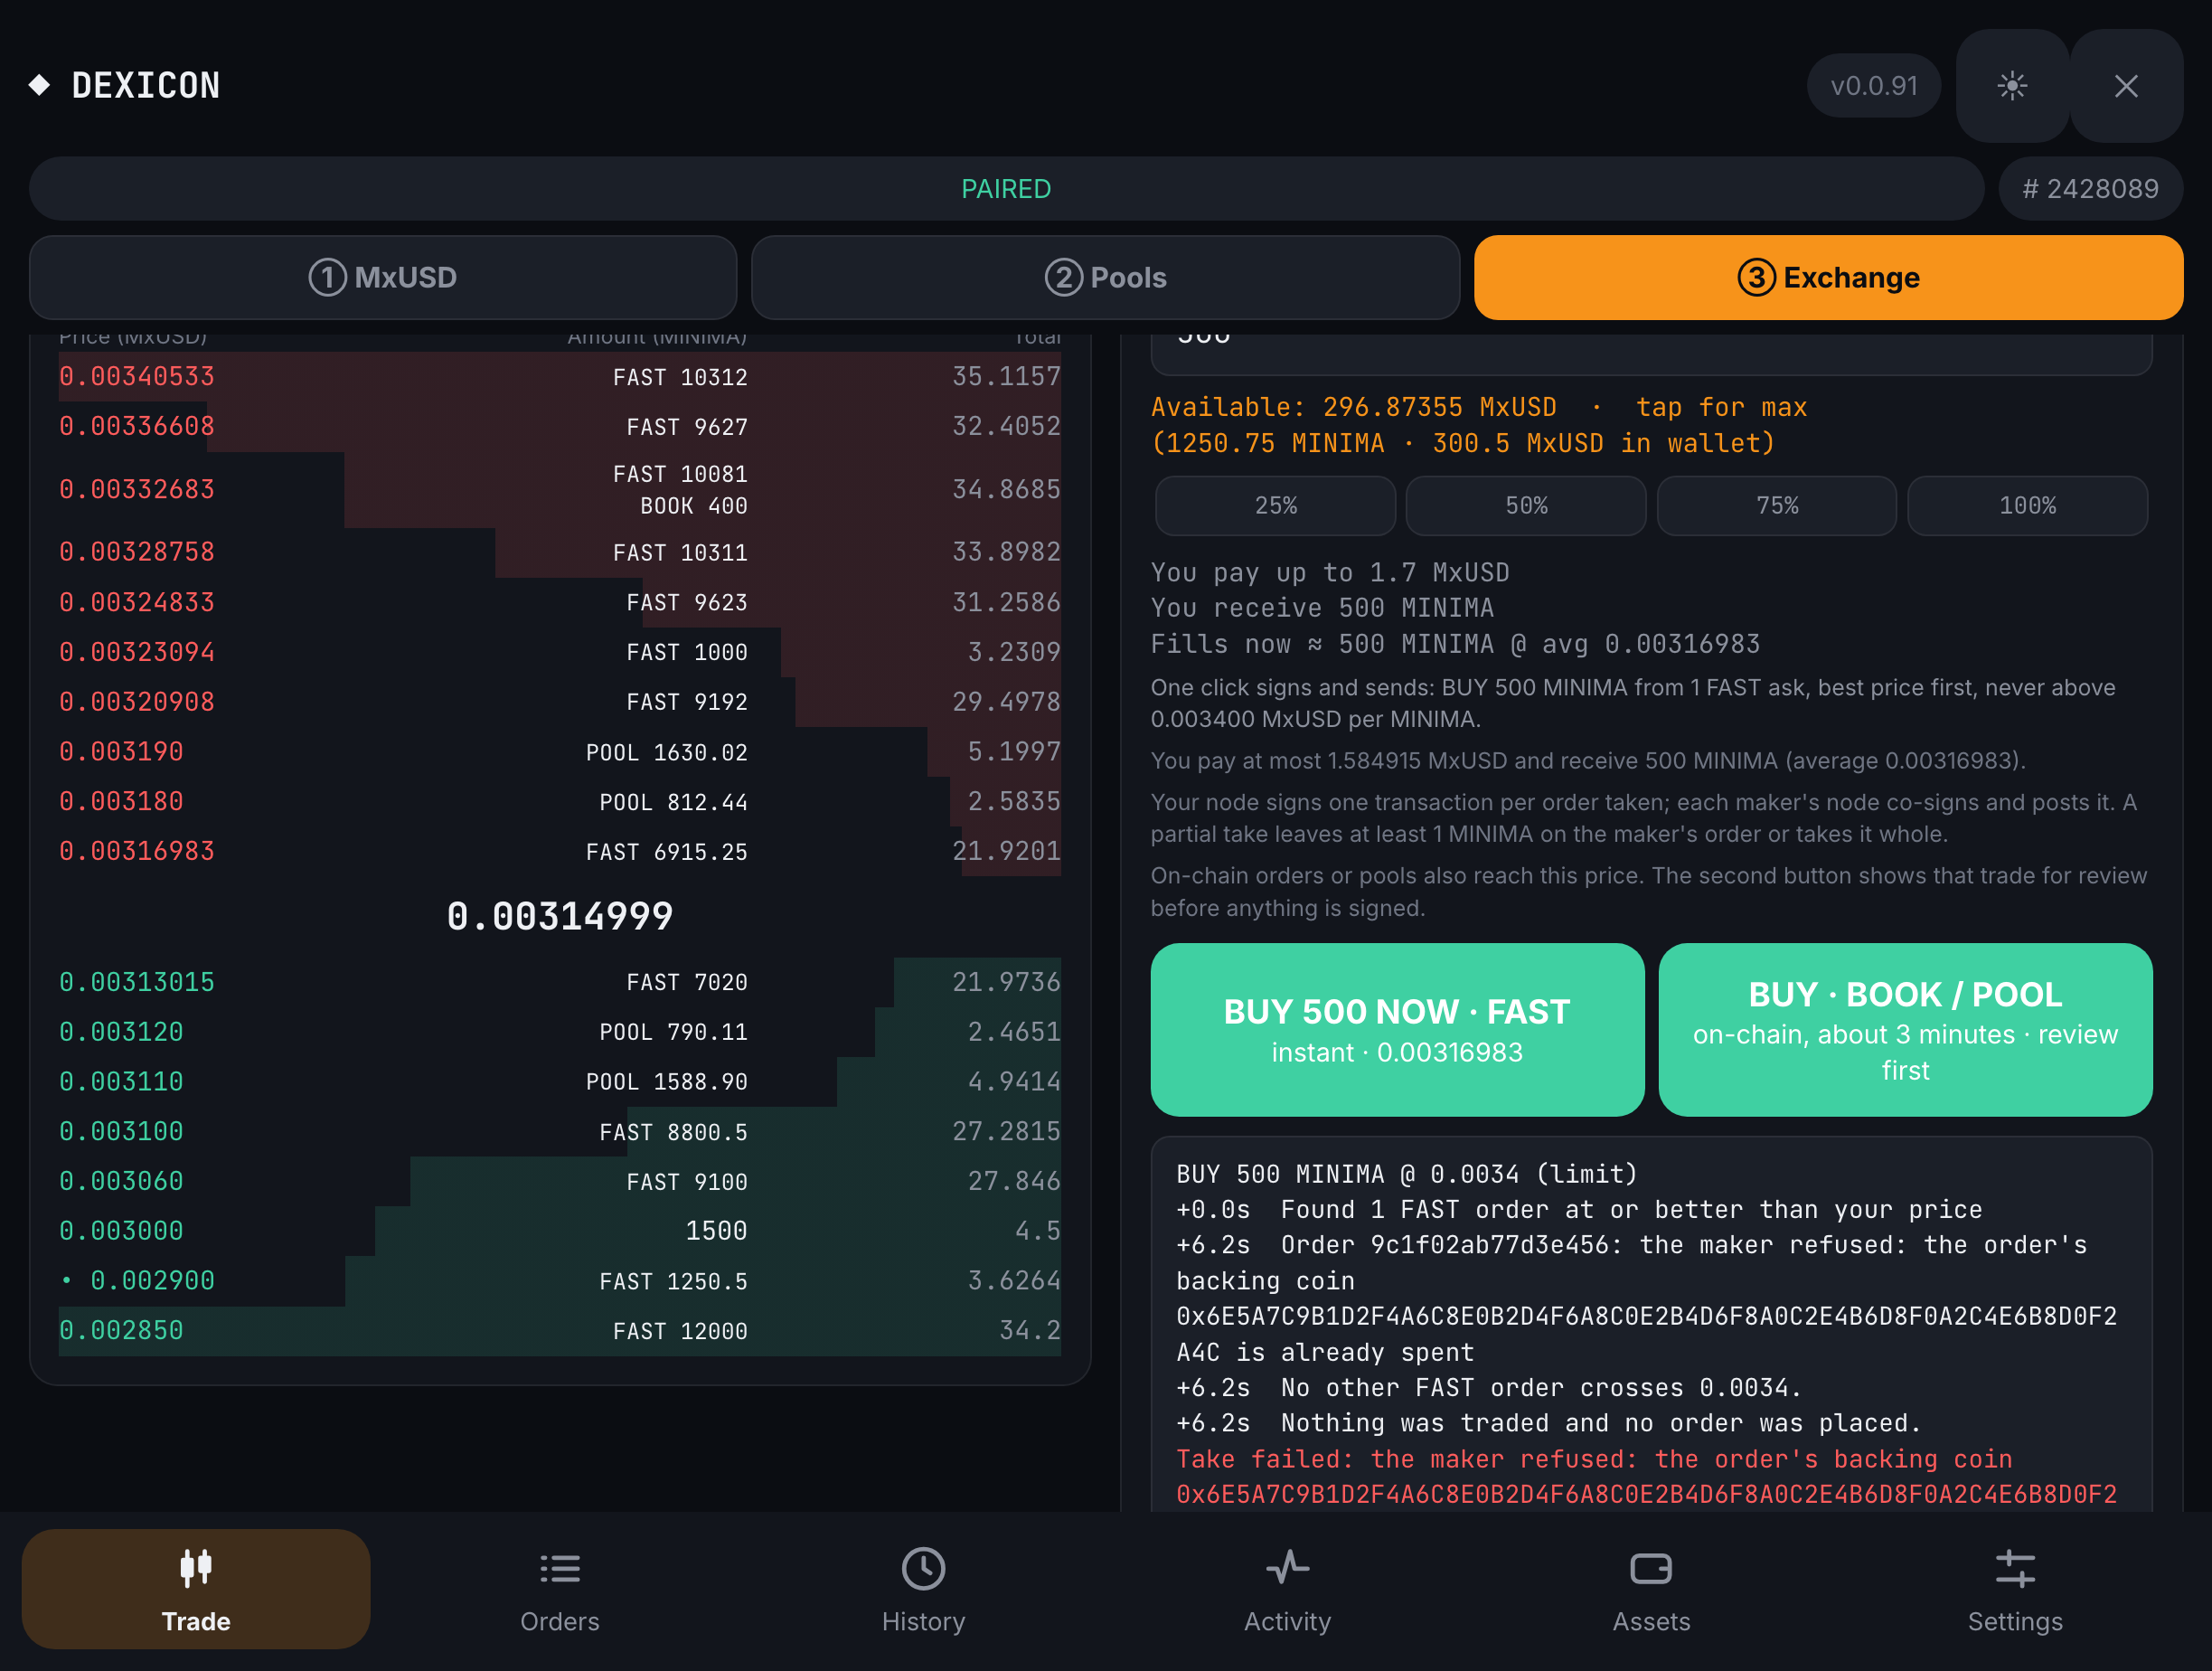 ◆ DEXICON
v0.0.91
PAIRED
# 2428089
① MxUSD
② Pools
③ Exchange
Price (MxUSD) Amount (MINIMA) Total
0.00340533 FAST 10312 35.1157
0.00336608 FAST 9627 32.4052
0.00332683 FAST 10081 BOOK 400 34.8685
0.00328758 FAST 10311 33.8982
0.00324833 FAST 9623 31.2586
0.00323094 FAST 1000 3.2309
0.00320908 FAST 9192 29.4978
0.003190 POOL 1630.02 5.1997
0.003180 POOL 812.44 2.5835
0.00316983 FAST 6915.25 21.9201
0.00314999
0.00313015 FAST 7020 21.9736
0.003120 POOL 790.11 2.4651
0.003110 POOL 1588.90 4.9414
0.003100 FAST 8800.5 27.2815
0.003060 FAST 9100 27.846
0.003000 1500 4.5
• 0.002900 FAST 1250.5 3.6264
0.002850 FAST 12000 34.2
500
Available: 296.87355 MxUSD · tap for max
(1250.75 MINIMA · 300.5 MxUSD in wallet)
25% 50% 75% 100%
You pay up to 1.7 MxUSD
You receive 500 MINIMA
Fills now ≈ 500 MINIMA @ avg 0.00316983
One click signs and sends: BUY 500 MINIMA from 1 FAST ask, best price first, never above
0.003400 MxUSD per MINIMA.
You pay at most 1.584915 MxUSD and receive 500 MINIMA (average 0.00316983).
Your node signs one transaction per order taken; each maker's node co-signs and posts it. A
partial take leaves at least 1 MINIMA on the maker's order or takes it whole.
On-chain orders or pools also reach this price. The second button shows that trade for review
before anything is signed.
BUY 500 NOW · FAST
instant · 0.00316983
BUY · BOOK / POOL
on-chain, about 3 minutes · review
first
BUY 500 MINIMA @ 0.0034 (limit)
+0.0s Found 1 FAST order at or better than your price
+6.2s Order 9c1f02ab77d3e456: the maker refused: the order's
backing coin
0x6E5A7C9B1D2F4A6C8E0B2D4F6A8C0E2B4D6F8A0C2E4B6D8F0A2C4E6B8D0F2
A4C is already spent
+6.2s No other FAST order crosses 0.0034.
+6.2s Nothing was traded and no order was placed.
Take failed: the maker refused: the order's backing coin
0x6E5A7C9B1D2F4A6C8E0B2D4F6A8C0E2B4D6F8A0C2E4B6D8F0A2C4E6B8D0F2
Trade
Orders
History
Activity
Assets
Settings